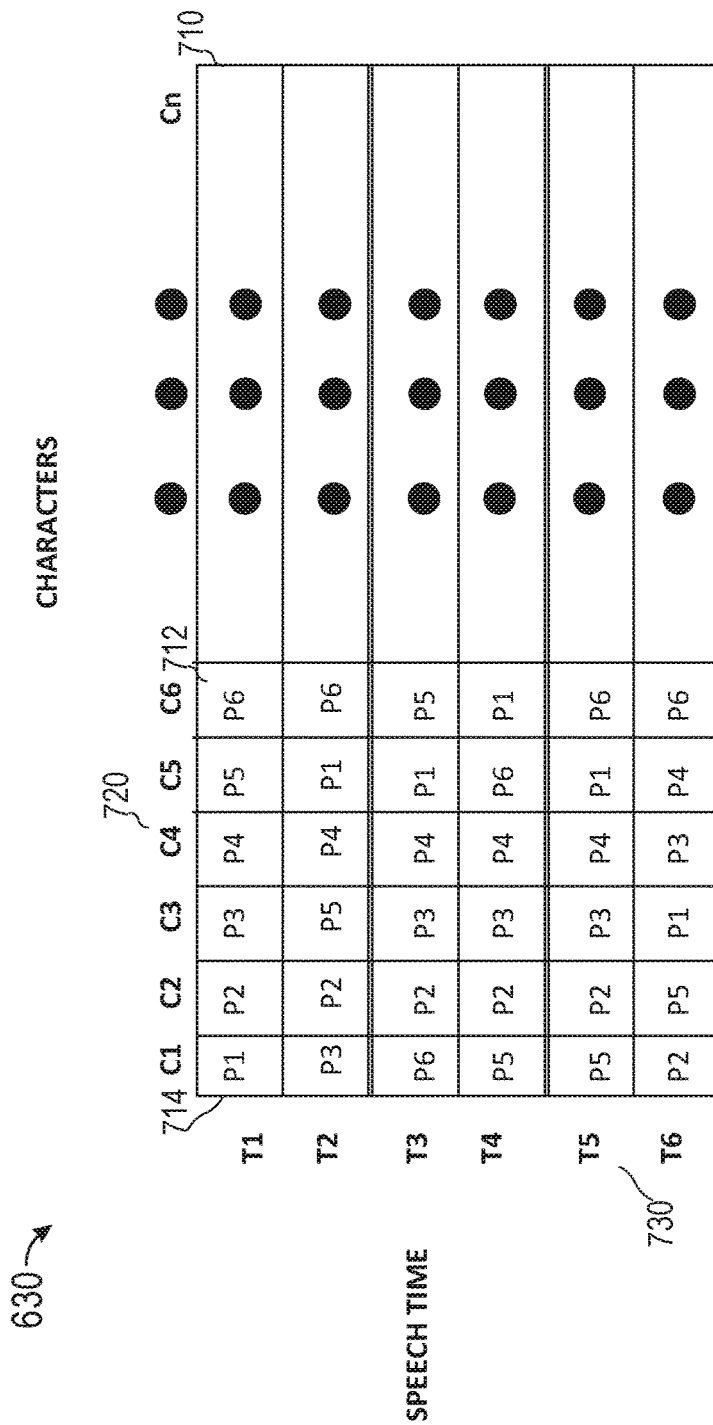 630
CHARACTERS
720
C1 C2 C3 C4 C5 C6 Cn
714 712 710
T1 P1 P2 P3 P4 P5 P6
T2 P3 P2 P5 P4 P1 P6
T3 P6 P2 P3 P4 P1 P5
T4 P5 P2 P3 P4 P6 P1
T5 P5 P2 P3 P4 P1 P6
T6 P2 P5 P1 P3 P4 P6
SPEECH TIME
730